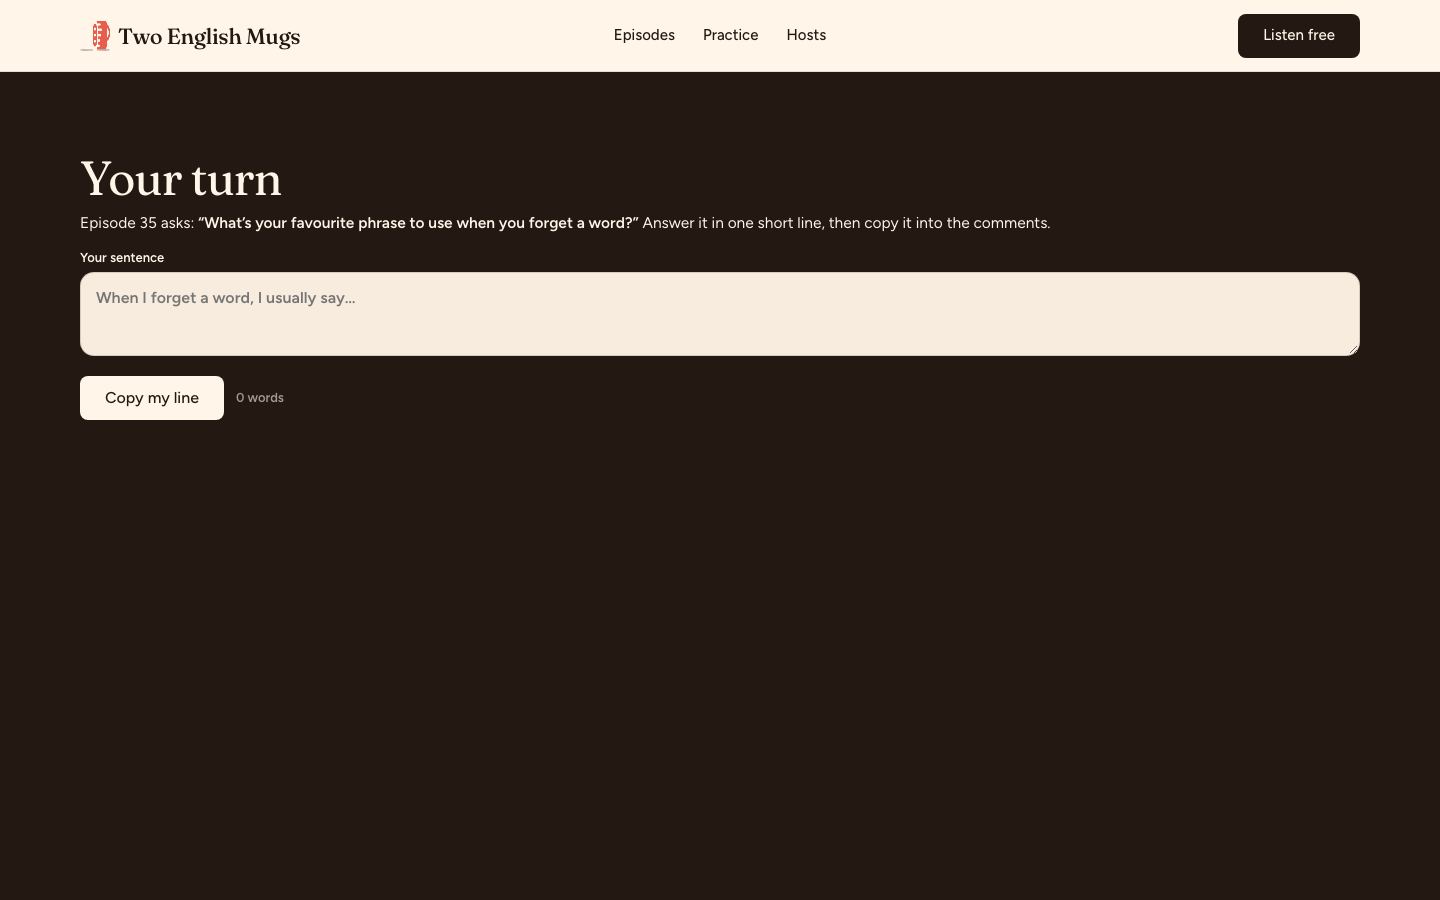 Two English Mugs
Episodes
Practice
Hosts
Listen free
Your turn
Episode 35 asks: “What’s your favourite phrase to use when you forget a word?” Answer it in one short line, then copy it into the comments.
Your sentence
When I forget a word, I usually say…
Copy my line
0 words